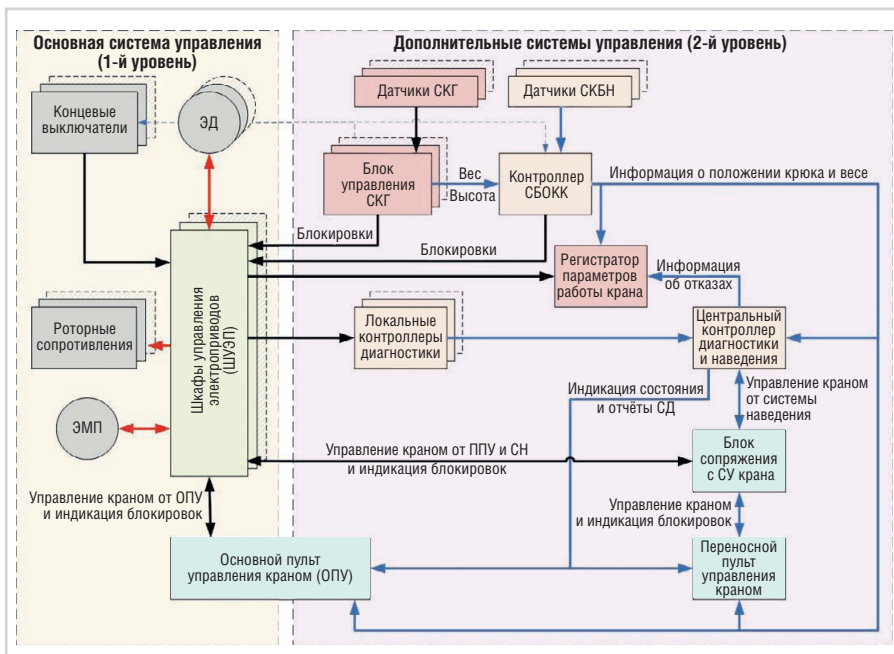 Основная система управления
(1-й уровень)
Дополнительные системы управления (2-й уровень)
Концевые
выключатели
ЭД
Датчики СКГ
Датчики СКБН
Блок
управления
СКГ
Вес
Высота
Контроллер
СБОКК
Информация о положении крюка и весе
Блокировки
Блокировки
Регистратор
параметров
работы крана
Информация
об отказах
Роторные
сопротивления
Шкафы управления
электроприводов
(ШУЭП)
Локальные
контроллеры
диагностики
Центральный
контроллер
диагностики
и наведения
ЭМП
Индикация состояния
и отчёты СД
Управление краном
от системы
наведения
Управление краном от ППУ и СН
и индикация блокировок
Блок
сопряжения
с СУ крана
Управление краном от ОПУ
и индикация блокировок
Управление краном
и индикация блокировок
Основной пульт
управления краном (ОПУ)
Переносной
пульт
управления
краном